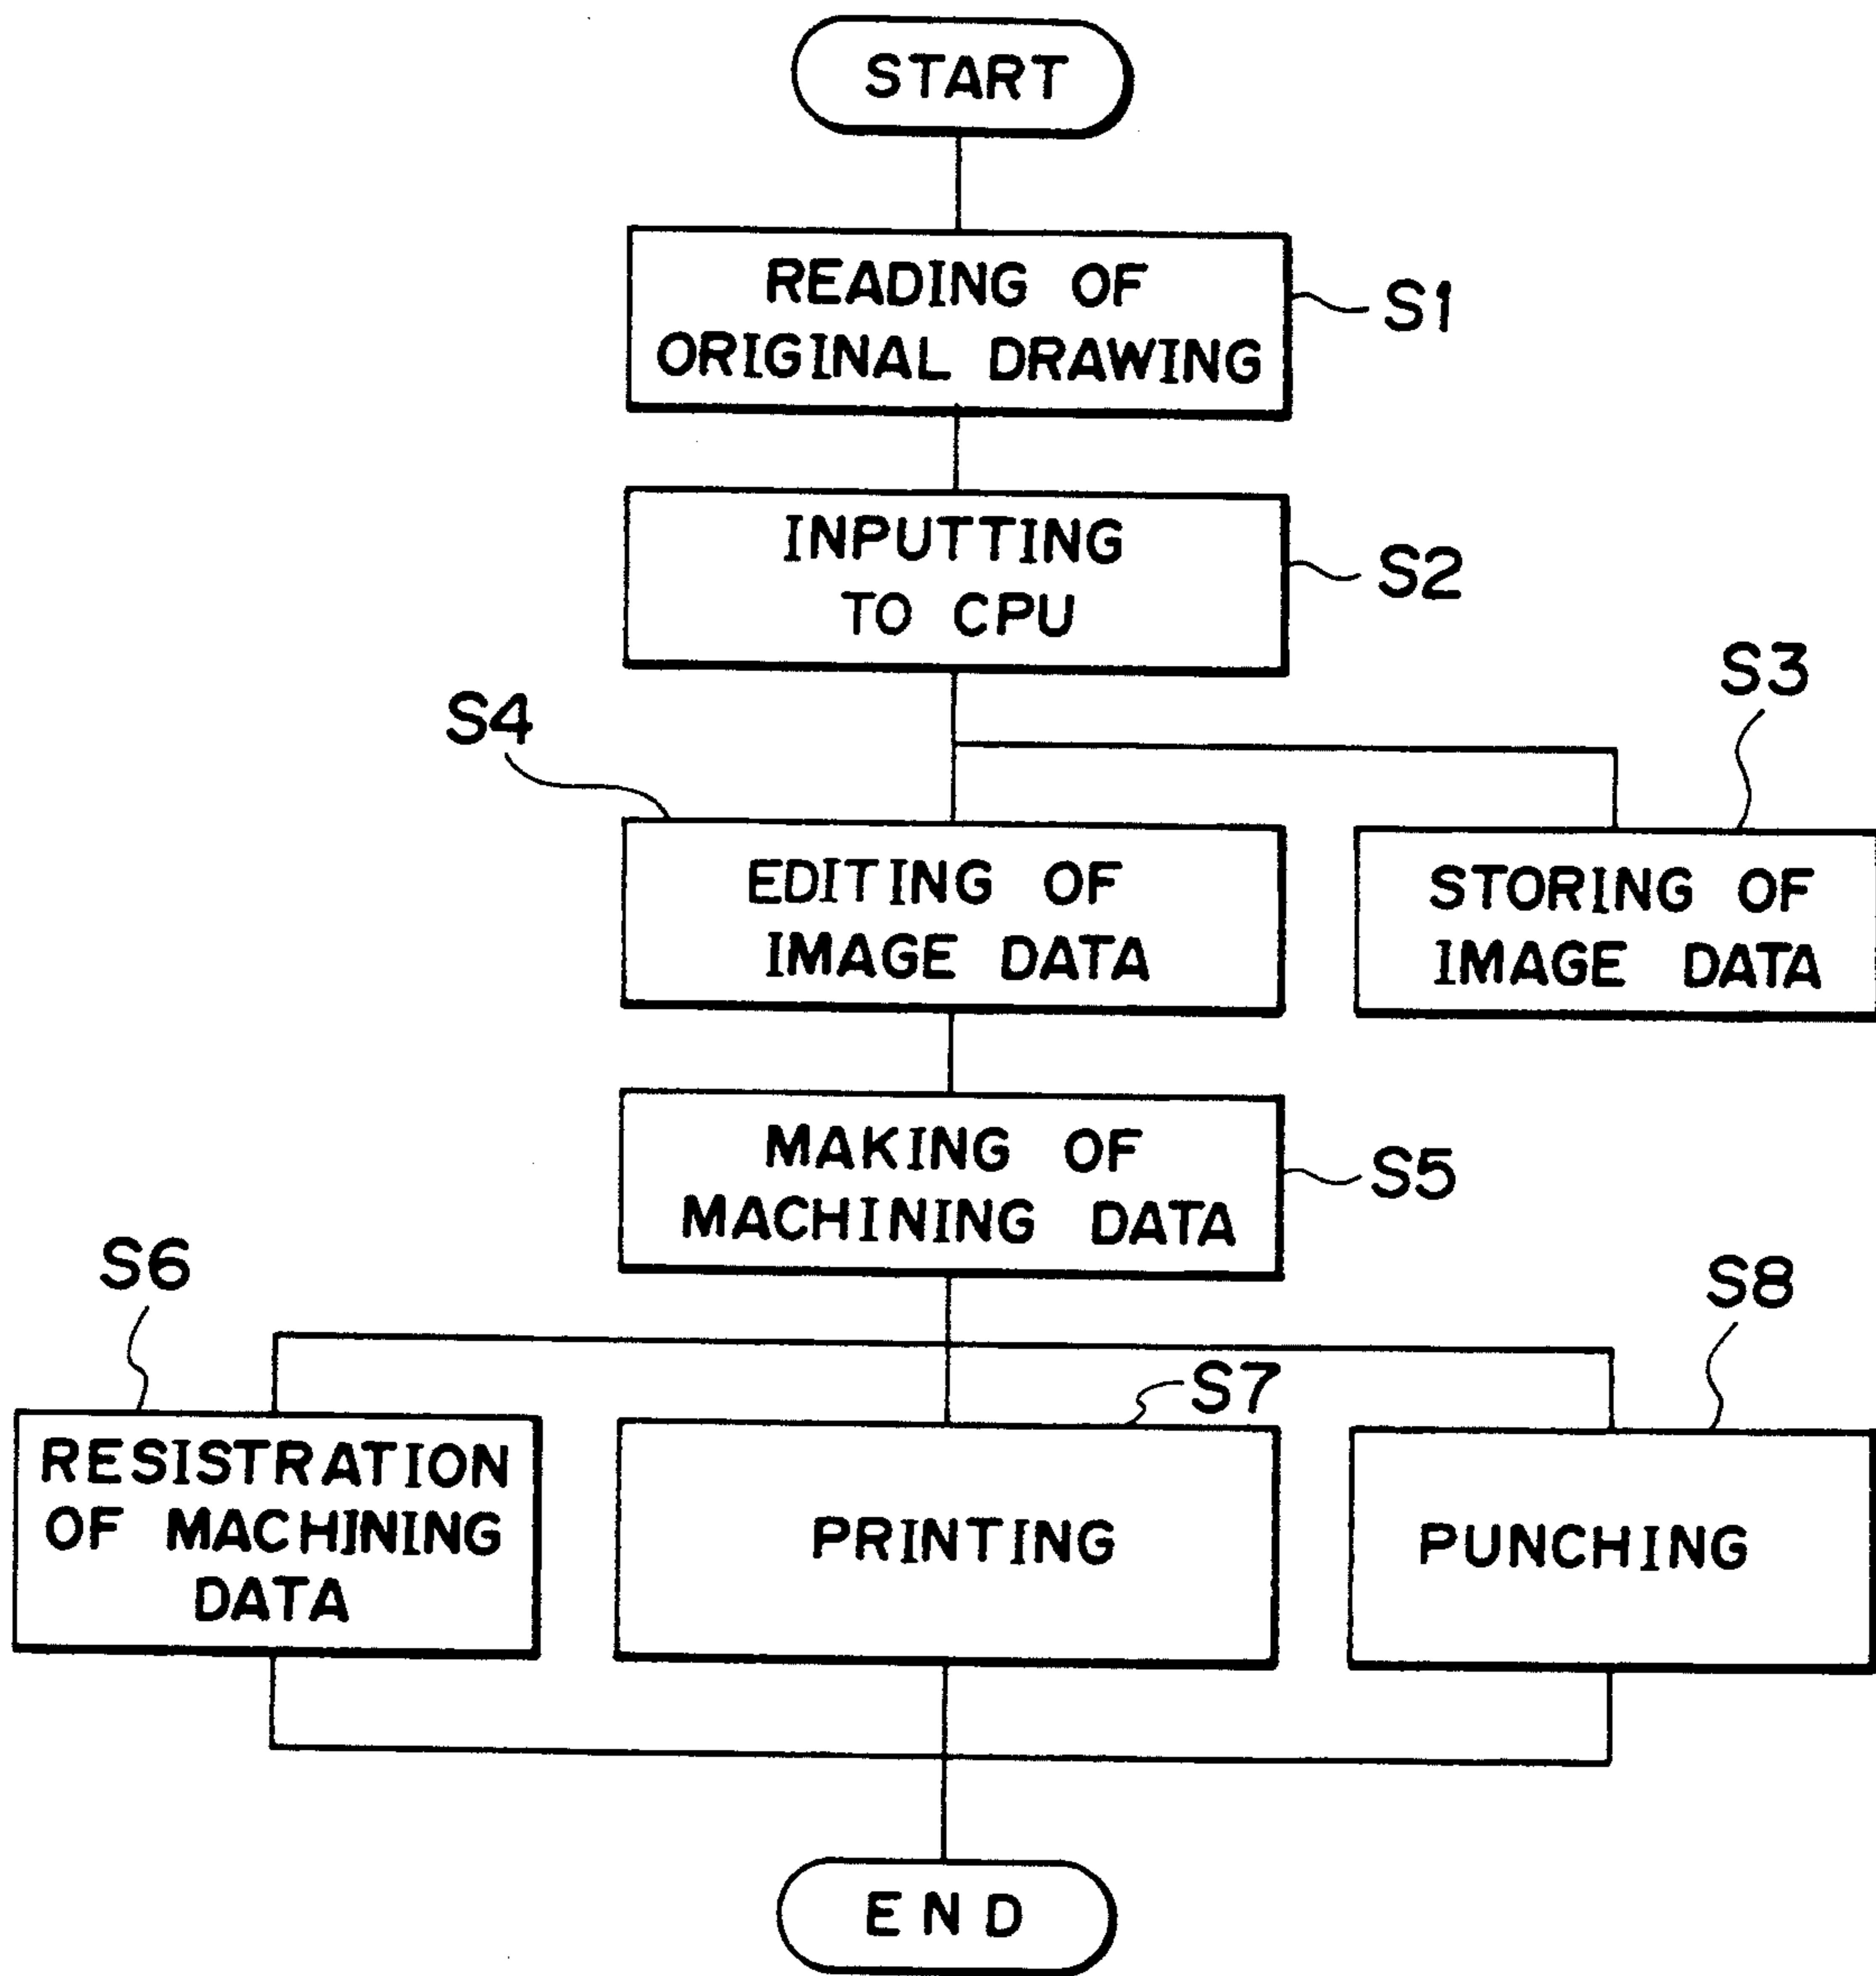 START
READING OF
ORIGINAL DRAWING
S1
INPUTTING
TO CPU
S2
S3
S4
EDITING OF
IMAGE DATA
STORING OF
IMAGE DATA
MAKING OF
MACHINING DATA
S5
S6
S7
S8
RESISTRATION
OF MACHINING
DATA
PRINTING
PUNCHING
END